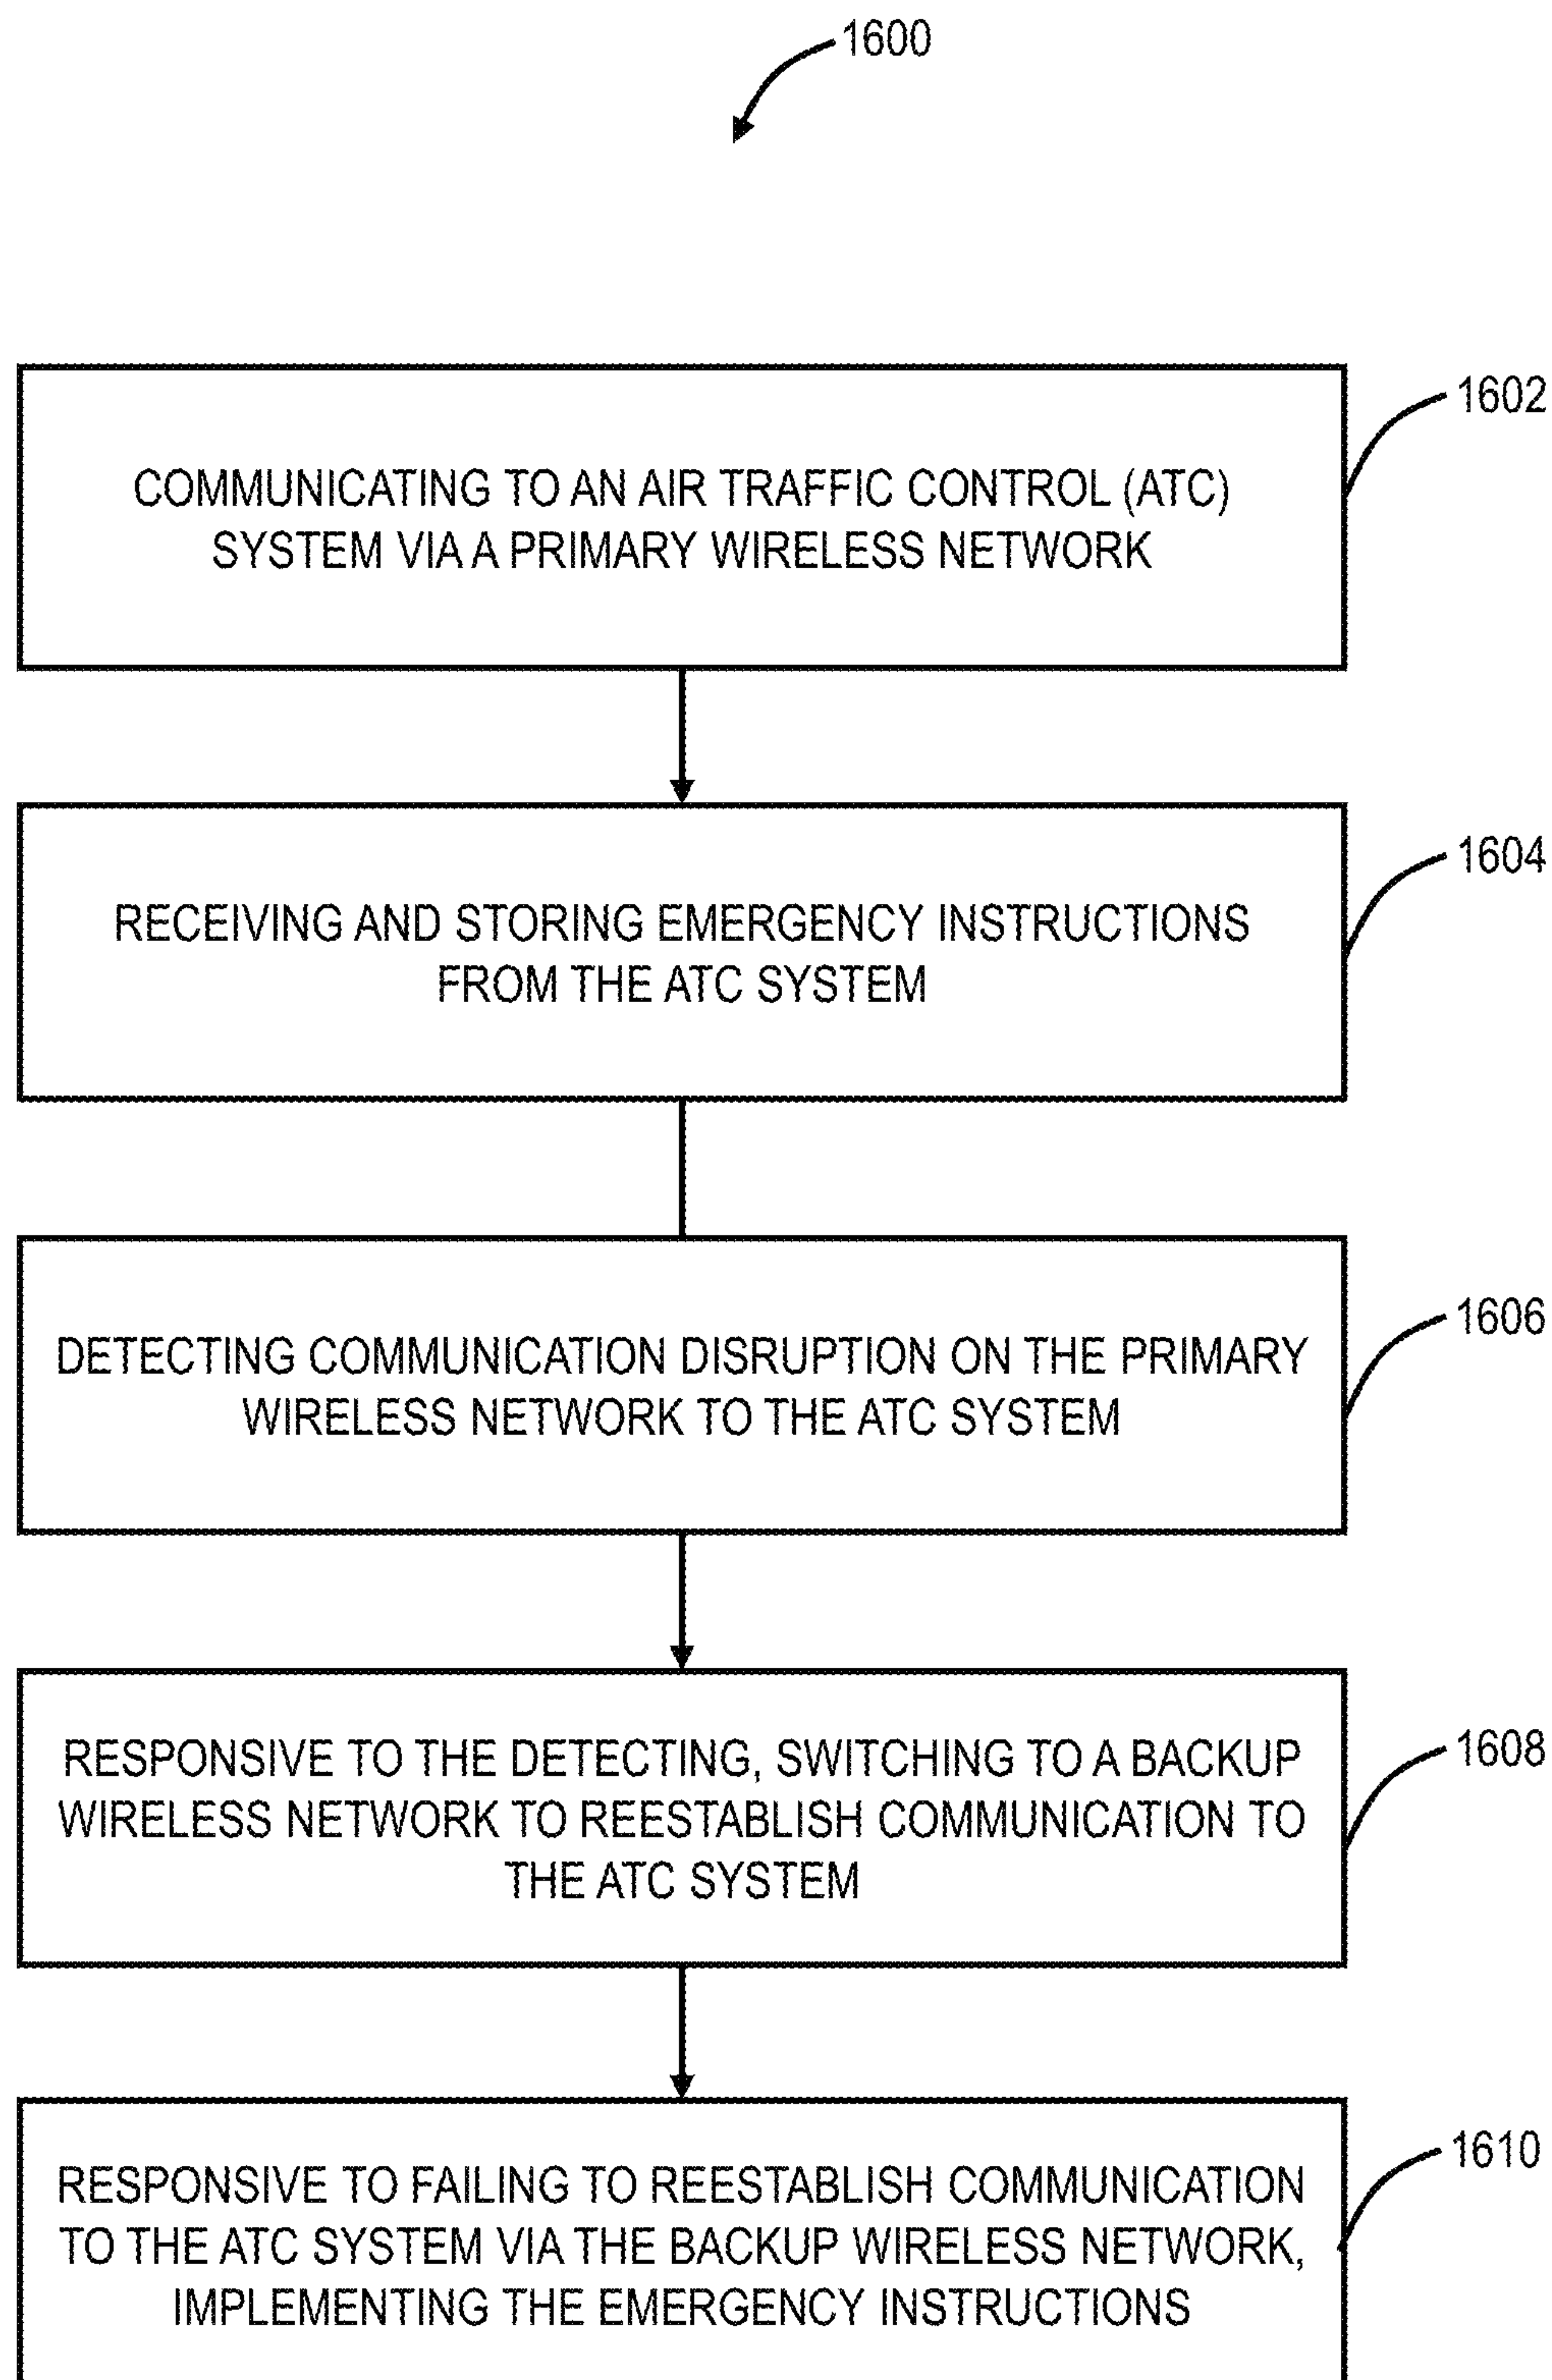 1600
1602
COMMUNICATING TO AN AIR TRAFFIC CONTROL (ATC)
SYSTEM VIA A PRIMARY WIRELESS NETWORK
1604
RECEIVING AND STORING EMERGENCY INSTRUCTIONS
FROM THE ATC SYSTEM
1606
DETECTING COMMUNICATION DISRUPTION ON THE PRIMARY
WIRELESS NETWORK TO THE ATC SYSTEM
1608
RESPONSIVE TO THE DETECTING, SWITCHING TO A BACKUP
WIRELESS NETWORK TO REESTABLISH COMMUNICATION TO
THE ATC SYSTEM
1610
RESPONSIVE TO FAILING TO REESTABLISH COMMUNICATION
TO THE ATC SYSTEM VIA THE BACKUP WIRELESS NETWORK,
IMPLEMENTING THE EMERGENCY INSTRUCTIONS